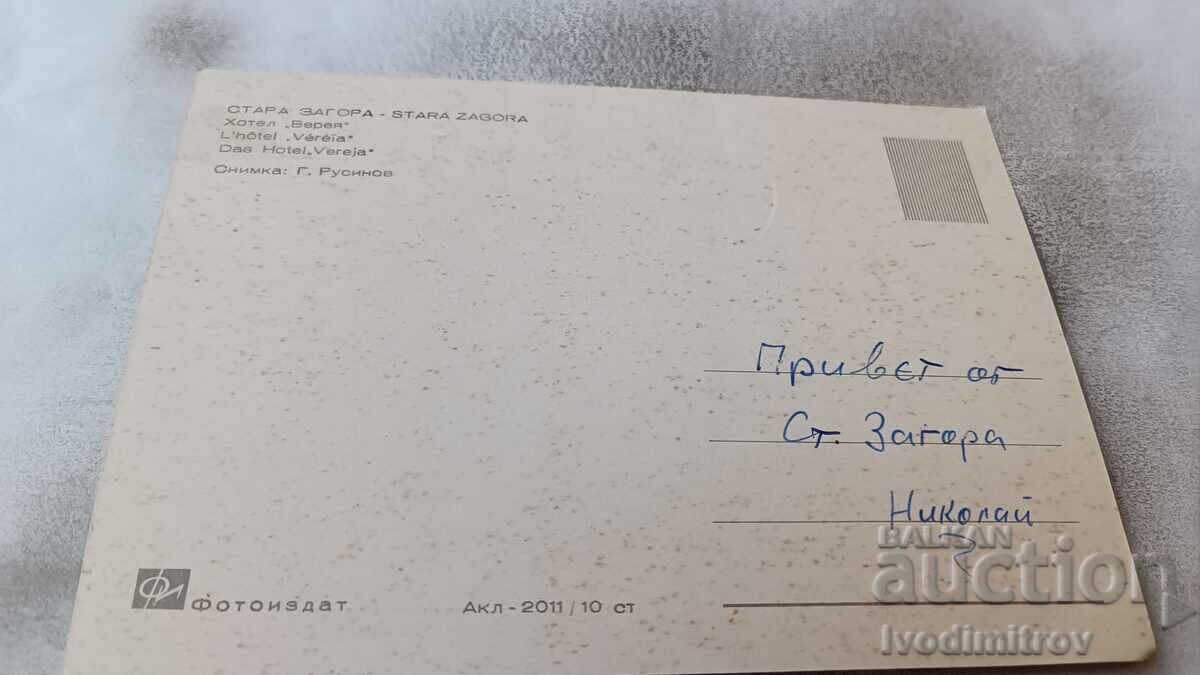 СТАРА ЗАГОРА - STARA ZAGORA
Хотел „Верея"
L'hôtel „Véréïa"
Das Hotel „Vereja"
Снимка: Г. Русинов
Привет от
Ст. Загора
Николай
Фотоиздат
Акл - 2011 / 10 ст
BALKAN
auction
Ivodimitrov